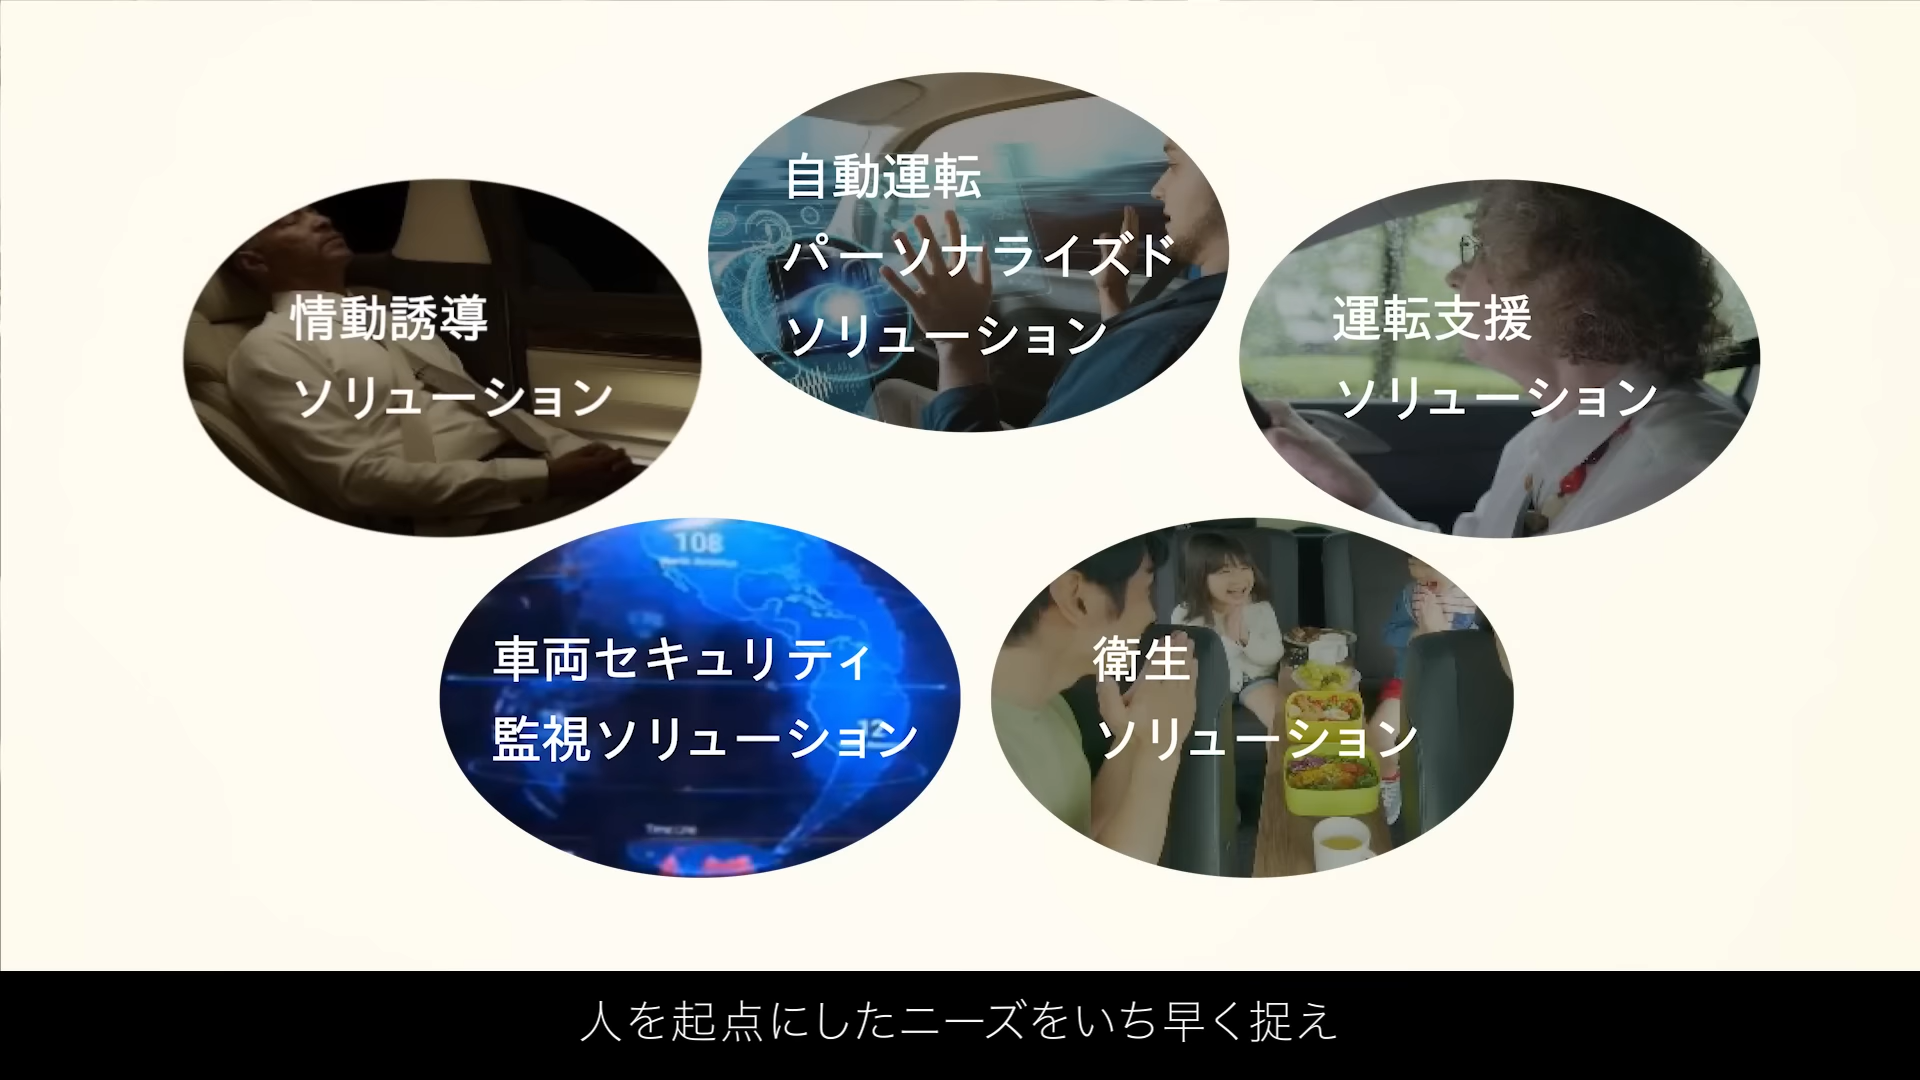 自動運転
パーソナライズド
ソリューション
情動誘導
ソリューション
運転支援
ソリューション
108
North America
12
車両セキュリティ
監視ソリューション
Timeline
衛生
ソリューション
人を起点にしたニーズをいち早く捉え